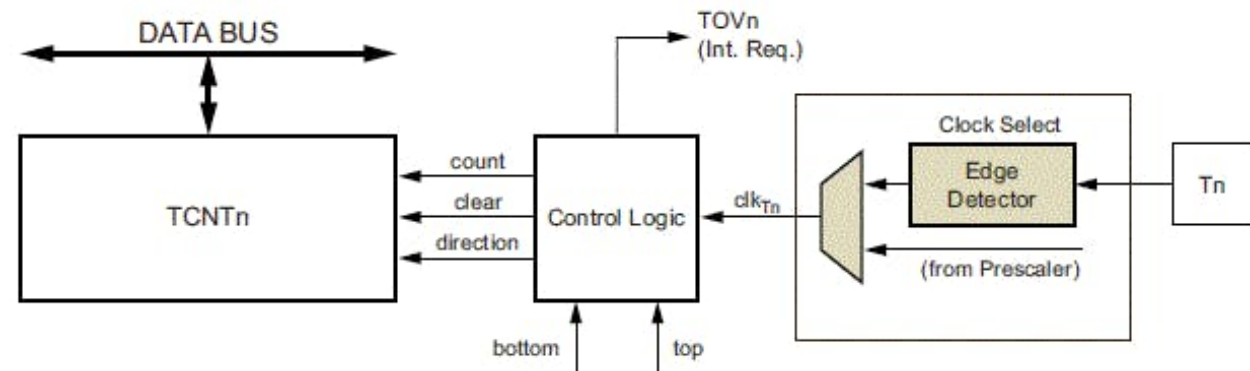 DATA BUS
TOVn
(Int. Req.)
Clock Select
count
Edge
Detector
Tn
TCNTn
clear
Control Logic
clkTn
direction
(from Prescaler)
bottom
top